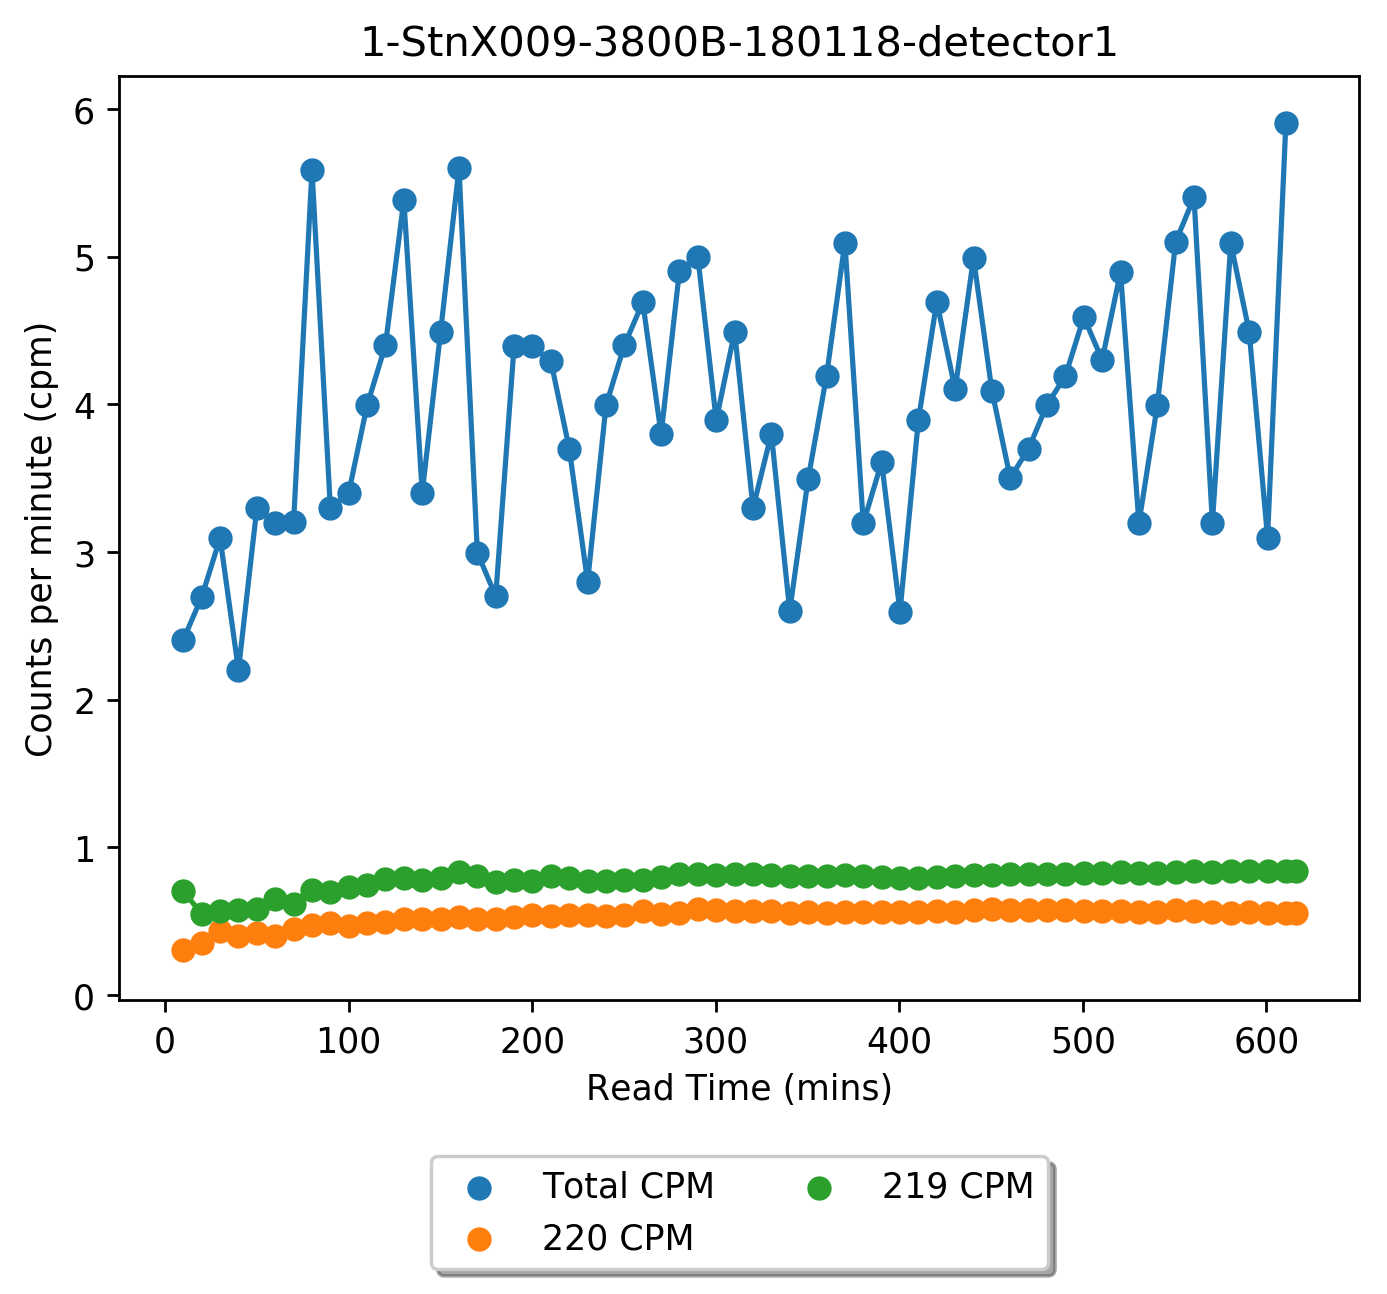 1-StnX009-3800B-180118-detector1
6
5
4
3
2
1
0
Counts per minute (cpm)
0 100 200 300 400 500 600
Read Time (mins)
Total CPM 219 CPM
220 CPM